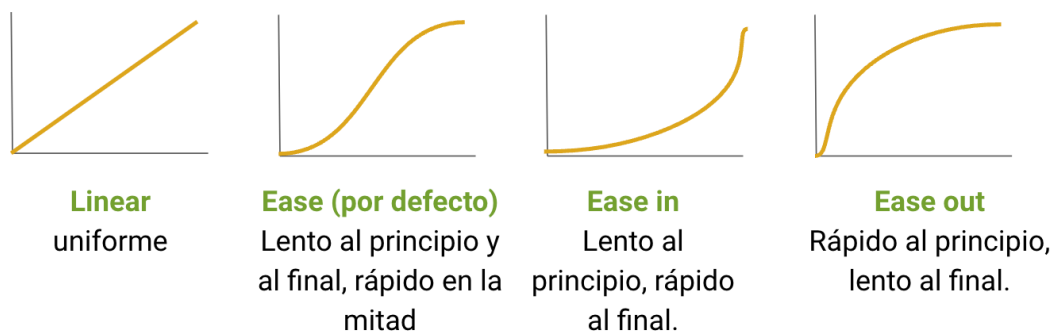 Linear
uniforme
Ease (por defecto)
Lento al principio y
al final, rápido en la
mitad
Ease in
Lento al
principio, rápido
al final.
Ease out
Rápido al principio,
lento al final.